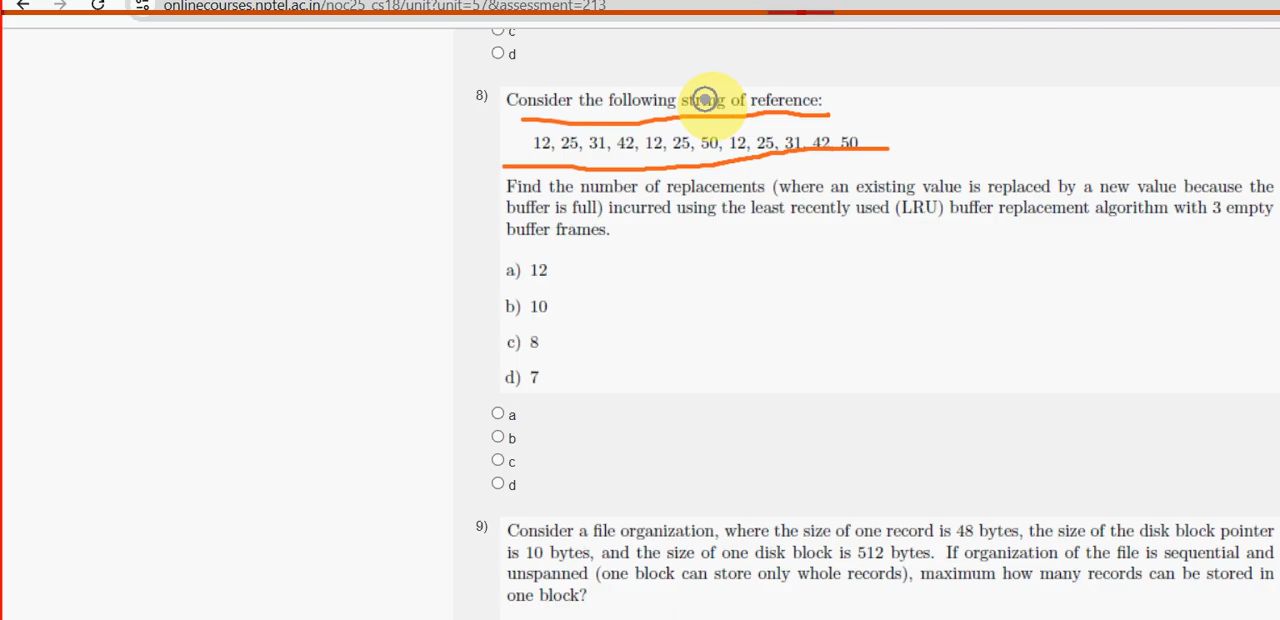 onlinecourses.nptel.ac.in/noc25_cs18/unit?unit=57&assessment=213
c
d
8)
Consider the following string of reference:
12, 25, 31, 42, 12, 25, 50, 12, 25, 31, 42, 50
Find the number of replacements (where an existing value is replaced by a new value because the
buffer is full) incurred using the least recently used (LRU) buffer replacement algorithm with 3 empty
buffer frames.
a) 12
b) 10
c) 8
d) 7
a
b
c
d
9)
Consider a file organization, where the size of one record is 48 bytes, the size of the disk block pointer
is 10 bytes, and the size of one disk block is 512 bytes. If organization of the file is sequential and
unspanned (one block can store only whole records), maximum how many records can be stored in
one block?